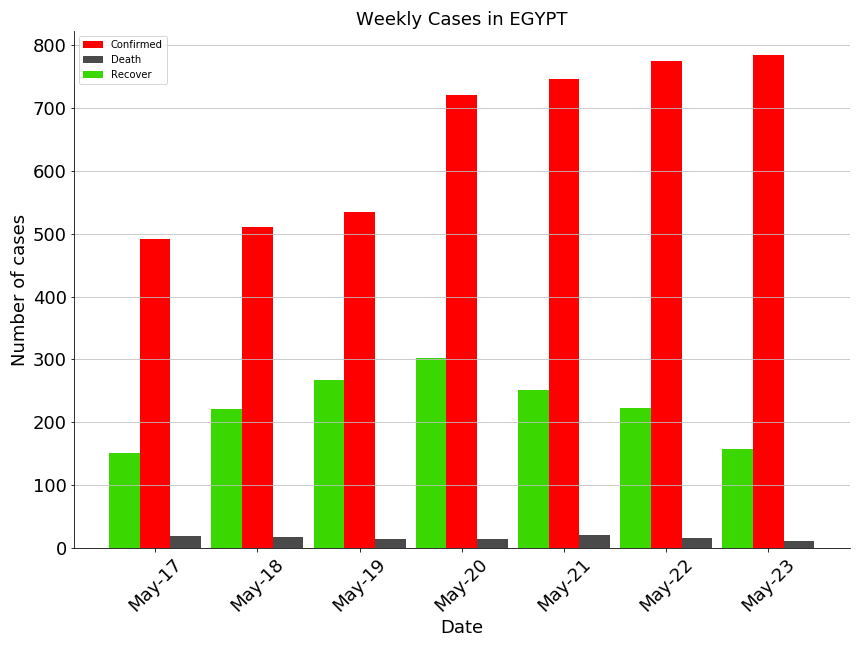 Weekly Cases in EGYPT
Confirmed
Death
Recover
800
700
600
500
400
300
200
100
0
Number of cases
May-17
May-18
May-19
May-20
May-21
May-22
May-23
Date